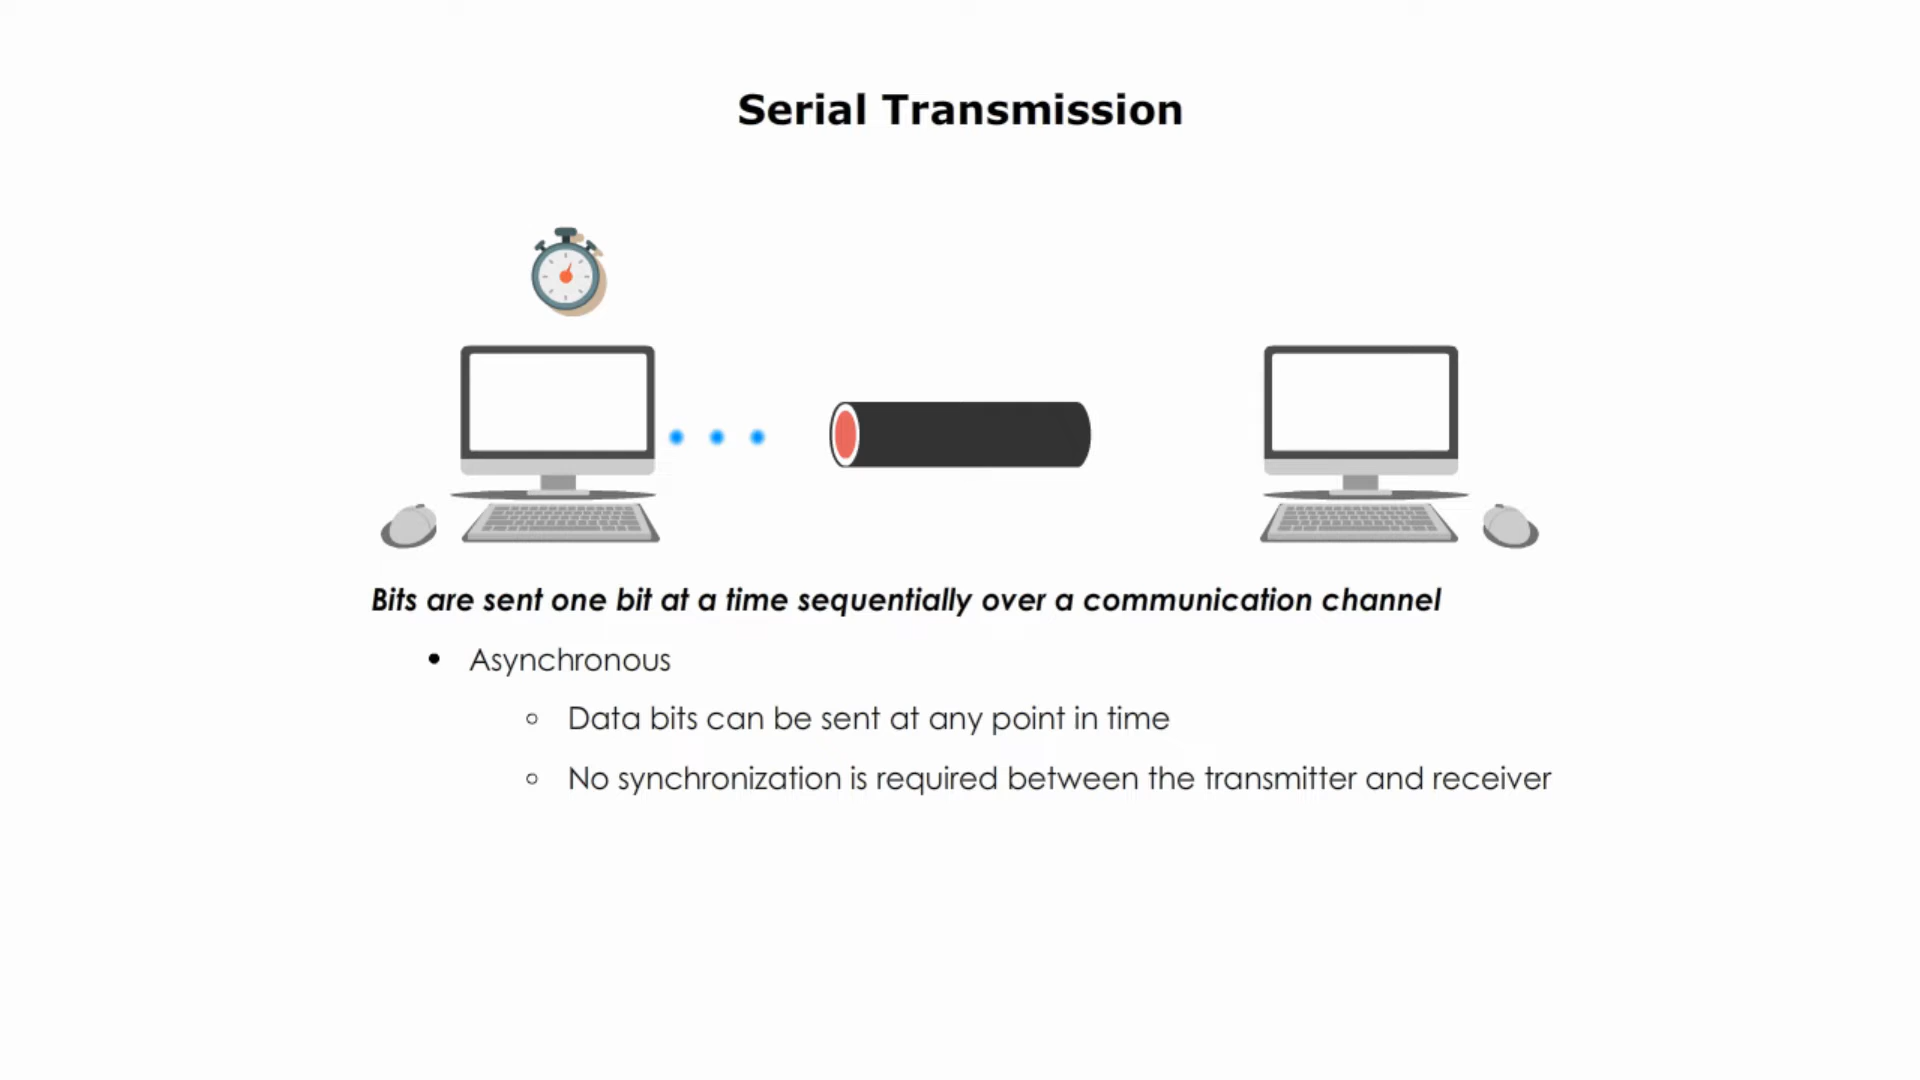 Serial Transmission
Bits are sent one bit at a time sequentially over a communication channel
• Asynchronous
○ Data bits can be sent at any point in time
○ No synchronization is required between the transmitter and receiver